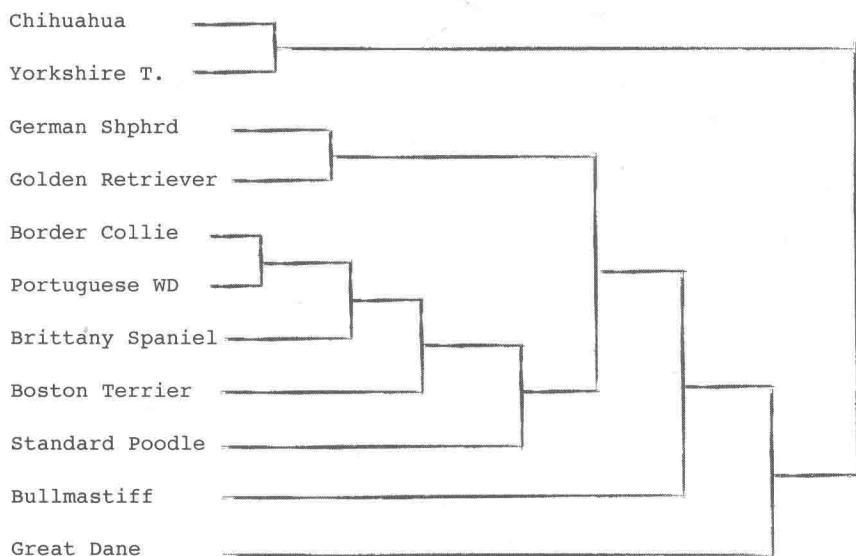 Chihuahua
Yorkshire T.
German Shphrd
Golden Retriever
Border Collie
Portuguese WD
Brittany Spaniel
Boston Terrier
Standard Poodle
Bullmastiff
Great Dane